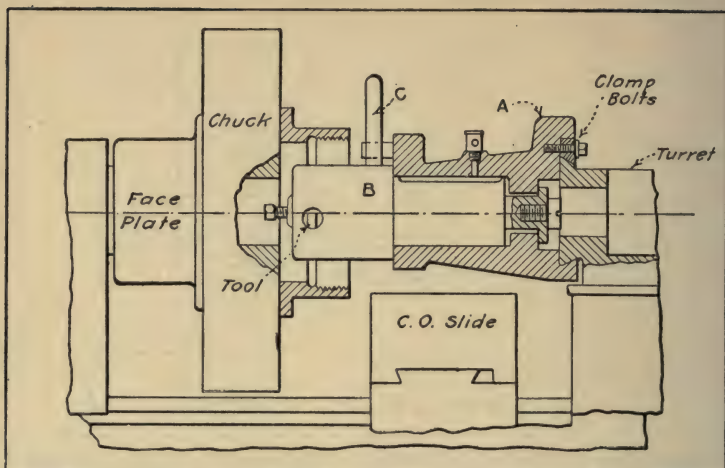 Chuck
C
A
Clamp
Bolts
Turret
Face
Plate
B
Tool
C.O. Slide